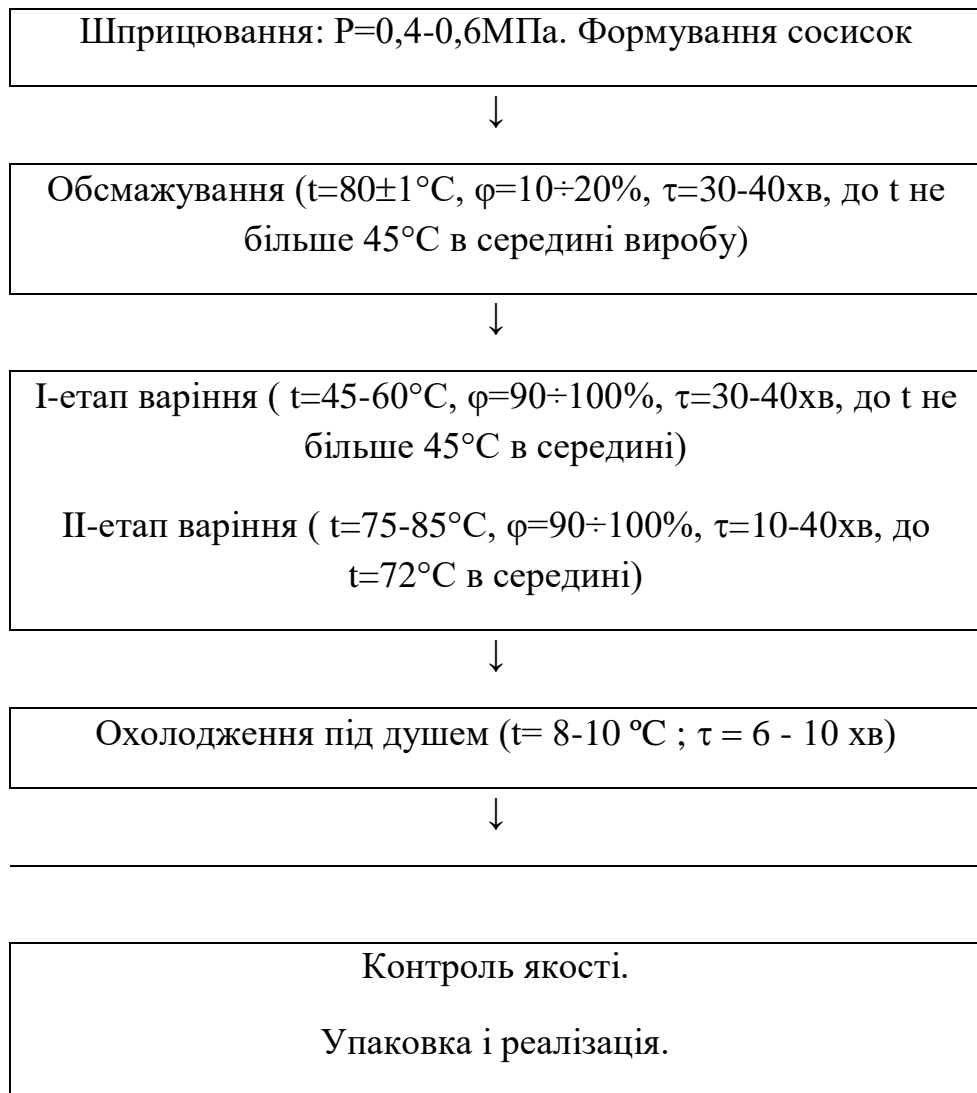 Шприцювання: Р=0,4-0,6МПа. Формування сосисок
↓
Обсмажування (t=80±1°С, φ=10÷20%, τ=30-40хв, до t не
більше 45°С в середині виробу)
↓
І-етап варіння ( t=45-60°С, φ=90÷100%, τ=30-40хв, до t не
більше 45°С в середині)
ІІ-етап варіння ( t=75-85°С, φ=90÷100%, τ=10-40хв, до
t=72°С в середині)
↓
Охолодження під душем (t= 8-10 ºС ; τ = 6 - 10 хв)
↓
Контроль якості.
Упаковка і реалізація.